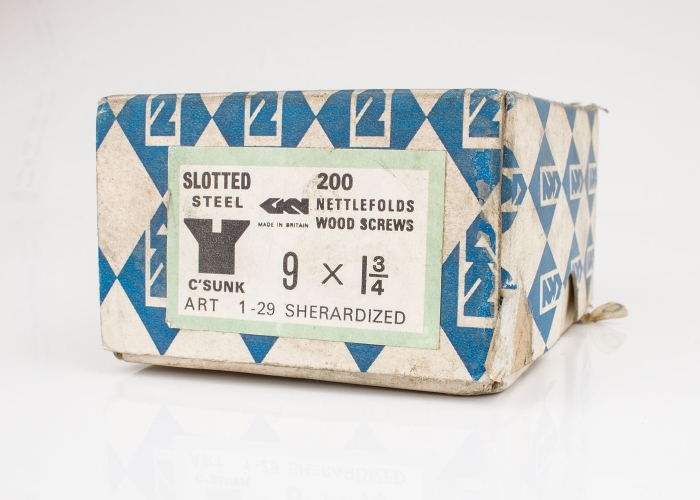 SLOTTED
STEEL
C'SUNK
200
GKN NETTLEFOLDS
MADE IN BRITAIN WOOD SCREWS
9 × 1 3/4
ART 1-29 SHERARDIZED